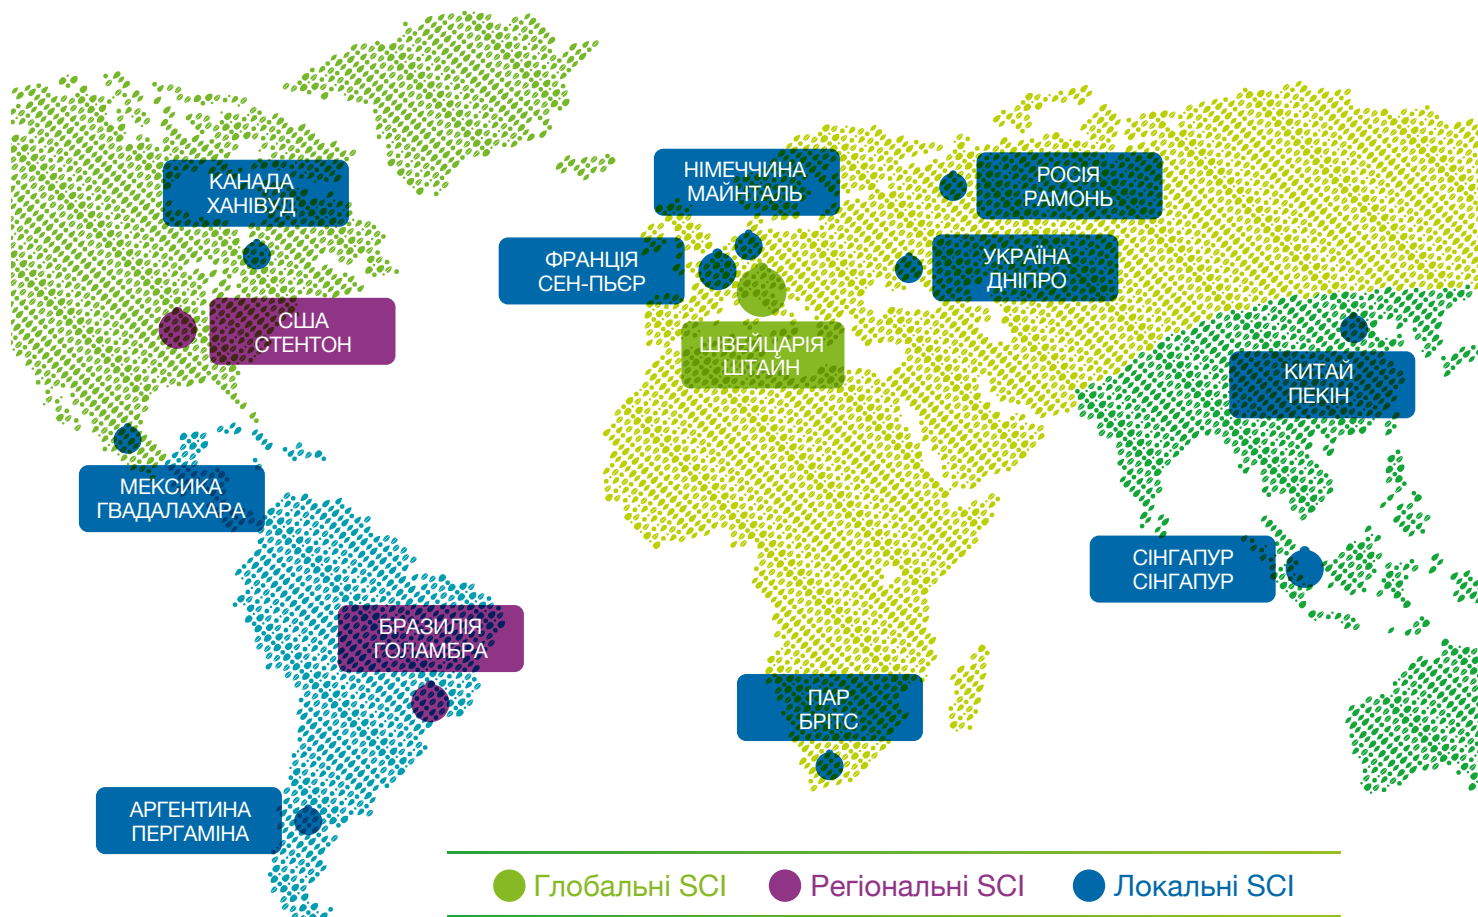 КАНАДА
ХАНІВУД
НІМЕЧЧИНА
МАЙНТАЛЬ
РОСІЯ
РАМОНЬ
ФРАНЦІЯ
СЕН-ПЬЄР
УКРАЇНА
ДНІПРО
США
СТЕНТОН
ШВЕЙЦАРІЯ
ШТАЙН
КИТАЙ
ПЕКІН
МЕКСИКА
ГВАДАЛАХАРА
СІНГАПУР
СІНГАПУР
БРАЗИЛІЯ
ГОЛАМБРА
ПАР
БРІТС
АРГЕНТИНА
ПЕРГАМІНА
Глобальні SCI
Регіональні SCI
Локальні SCI